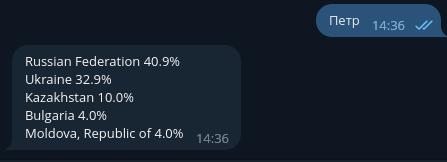 Петр
14:36
Russian Federation 40.9%
Ukraine 32.9%
Kazakhstan 10.0%
Bulgaria 4.0%
Moldova, Republic of 4.0%
14:36